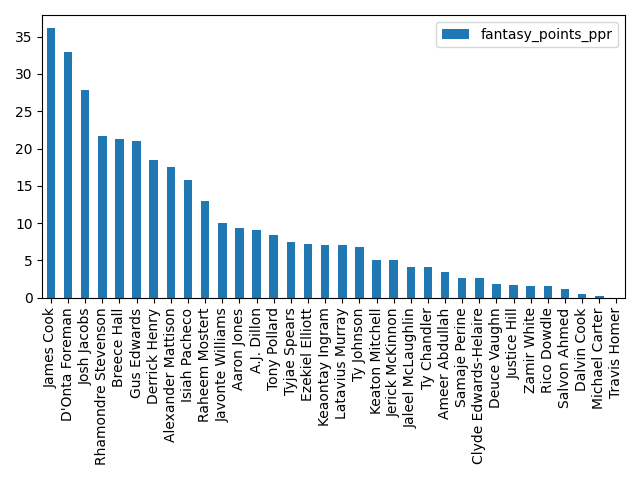 fantasy_points_ppr
35
30
25
20
15
10
5
0
James Cook
D'Onta Foreman
Josh Jacobs
Rhamondre Stevenson
Breece Hall
Gus Edwards
Derrick Henry
Alexander Mattison
Isiah Pacheco
Raheem Mostert
Javonte Williams
Aaron Jones
A.J. Dillon
Tony Pollard
Tyjae Spears
Ezekiel Elliott
Keaontay Ingram
Latavius Murray
Ty Johnson
Keaton Mitchell
Jerick McKinnon
Jaleel McLaughlin
Ty Chandler
Ameer Abdullah
Samaje Perine
Clyde Edwards-Helaire
Deuce Vaughn
Justice Hill
Zamir White
Rico Dowdle
Salvon Ahmed
Dalvin Cook
Michael Carter
Travis Homer